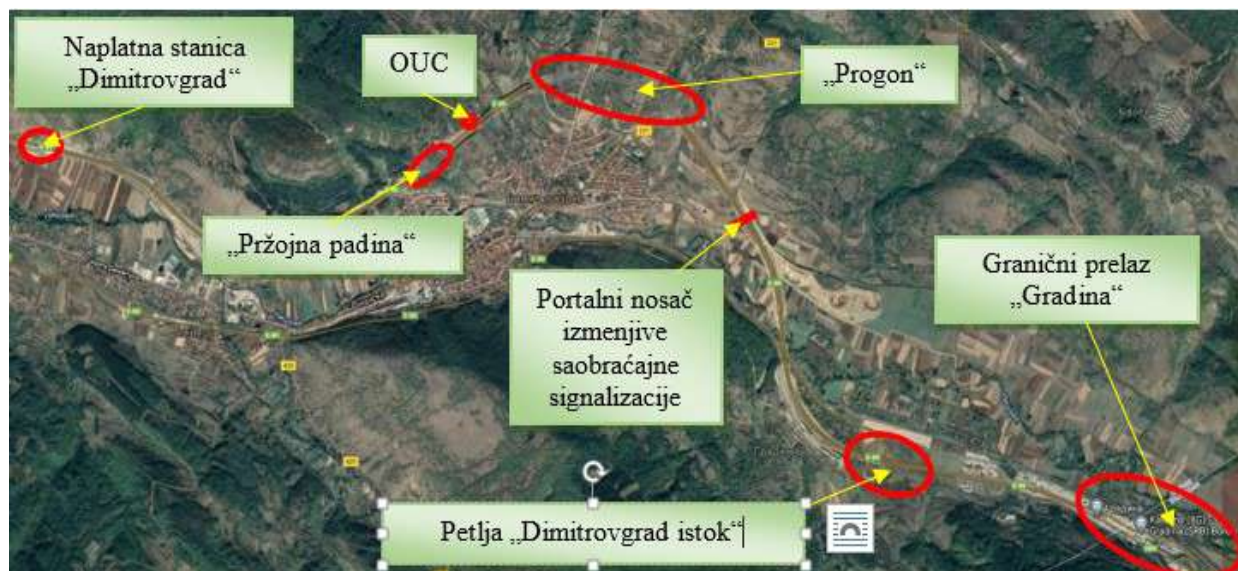 Naplatna stanica
„Dimitrovgrad“
OUC
„Progon“
„Pržojna padina“
Portalni nosač
izmenjive
saobraćajne
signalizacije
Granični prelaz
„Gradina“
Petlja „Dimitrovgrad istok“